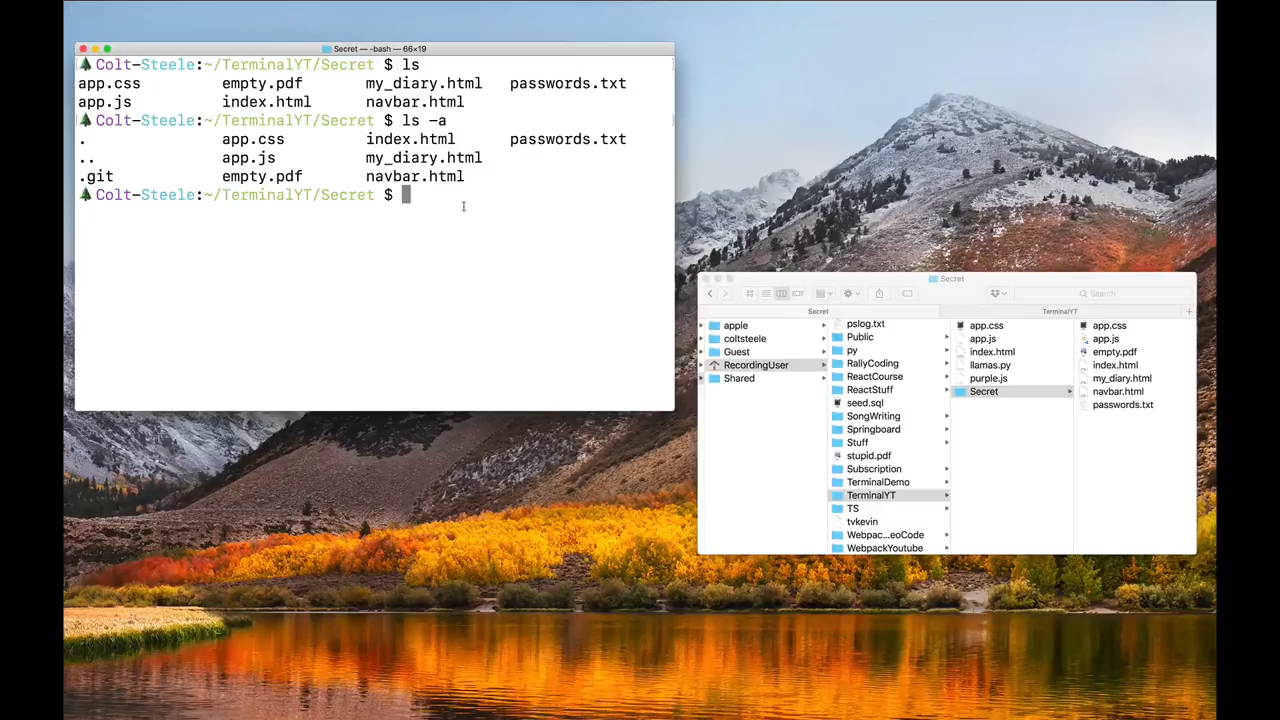 Secret — -bash — 66×19
Colt-Steele:~/TerminalYT/Secret $ ls
app.css empty.pdf my_diary.html passwords.txt
app.js index.html navbar.html
Colt-Steele:~/TerminalYT/Secret $ ls -a
. app.css index.html passwords.txt
.. app.js my_diary.html
.git empty.pdf navbar.html
Colt-Steele:~/TerminalYT/Secret $
Secret
Search
Secret
TerminalYT
apple
coltsteele
Guest
RecordingUser
Shared
pslog.txt
Public
py
RallyCoding
ReactCourse
ReactStuff
seed.sql
SongWriting
Springboard
Stuff
stupid.pdf
Subscription
TerminalDemo
TerminalYT
TS
tvkevin
Webpac...eoCode
WebpackYoutube
app.css
app.js
index.html
llamas.py
purple.js
Secret
app.css
app.js
empty.pdf
index.html
my_diary.html
navbar.html
passwords.txt